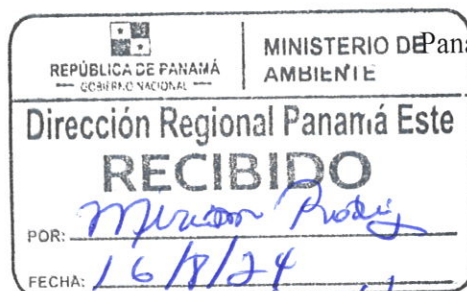 REPÚBLICA DE PANAMÁ
— GOBIERNO NACIONAL —
MINISTERIO DE
AMBIENTE
Pana
Dirección Regional Panamá Este
RECIBIDO
POR: Miriam
FECHA: 16/8/24